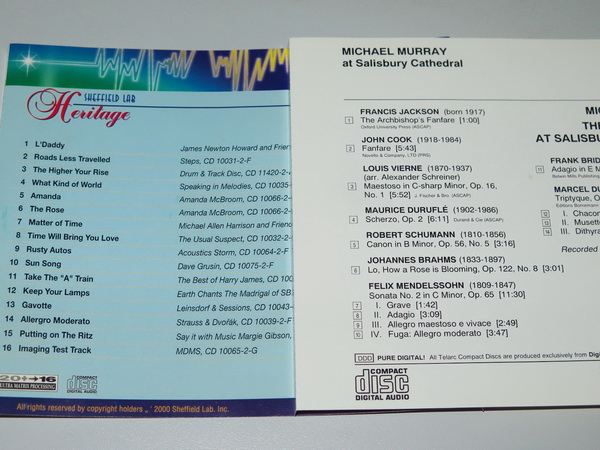 SHEFFIELD LAB
Heritage
1 L'Daddy James Newton Howard and Frien
2 Roads Less Travelled Steps, CD 10031-2-F
3 The Higher Your Rise Drum & Track Disc, CD 11420-2-
4 What Kind of World Speaking in Melodies, CD 10035-
5 Amanda Amanda McBroom, CD 10066-2-
6 The Rose Amanda McBroom, CD 10066-2-
7 Matter of Time Michael Allen Harrison and Friend
8 Time Will Bring You Love The Usual Suspect, CD 10032-2-
9 Rusty Autos Acoustics Storm, CD 10064-2-F
10 Sun Song Dave Grusin, CD 10075-2-F
11 Take The "A" Train The Best of Harry James, CD 100
12 Keep Your Lamps Earth Chants The Madrigal of SB
13 Gavotte Leinsdorf & Sessions, CD 10043-
14 Allergro Moderato Strauss & Dvořák, CD 10039-2-F
15 Putting on The Ritz Say it with Music Margie Gibson,
16 Imaging Test Track MDMS, CD 10065-2-G
20 16
ULTRA MATRIX PROCESSING
COMPACT
disc
DIGITAL AUDIO
Allrights reserved by copyright holders „ ' 2000 Sheffield Lab. Inc.
MICHAEL MURRAY
at Salisbury Cathedral
FRANCIS JACKSON (born 1917)
1 The Archbishop's Fanfare [1:00]
Oxford University Press (ASCAP)
JOHN COOK (1918-1984)
2 Fanfare [5:43]
Novello & Company, LTD (PRS)
LOUIS VIERNE (1870-1937)
(arr. Alexander Schreiner)
3 Maestoso in C-sharp Minor, Op. 16,
No. 1 [5:52] J. Fischer & Bro. (ASCAP)
MAURICE DURUFLÉ (1902-1986)
4 Scherzo, Op. 2 [6:11] Durand & Cie (ASCAP)
ROBERT SCHUMANN (1810-1856)
5 Canon in B Minor, Op. 56, No. 5 [3:16]
JOHANNES BRAHMS (1833-1897)
6 Lo, How a Rose is Blooming, Op. 122, No. 8 [3:01]
FELIX MENDELSSOHN (1809-1847)
Sonata No. 2 in C Minor, Op. 65 [11:30]
7 I. Grave [1:42]
8 II. Adagio [3:09]
9 III. Allegro maestoso e vivace [2:49]
10 IV. Fuga: Allegro moderato [3:47]
DDD PURE DIGITAL! All Telarc Compact Discs are produced exclusively from Digit
COMPACT
disc
DIGITAL AUDIO
MIC
THE
AT SALISBU
FRANK BRID
11 Adagio in E M
Belwin Mills Publishing
MARCEL DU
Triptyque, O
Editions Bornemann
12 I. Chacon
13 II. Musett
14 III. Dithyra
Recorded